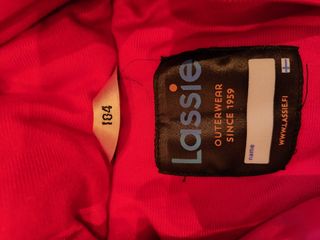 104
Lassie
OUTERWEAR
SINCE 1959
name
WWW.LASSIE.FI